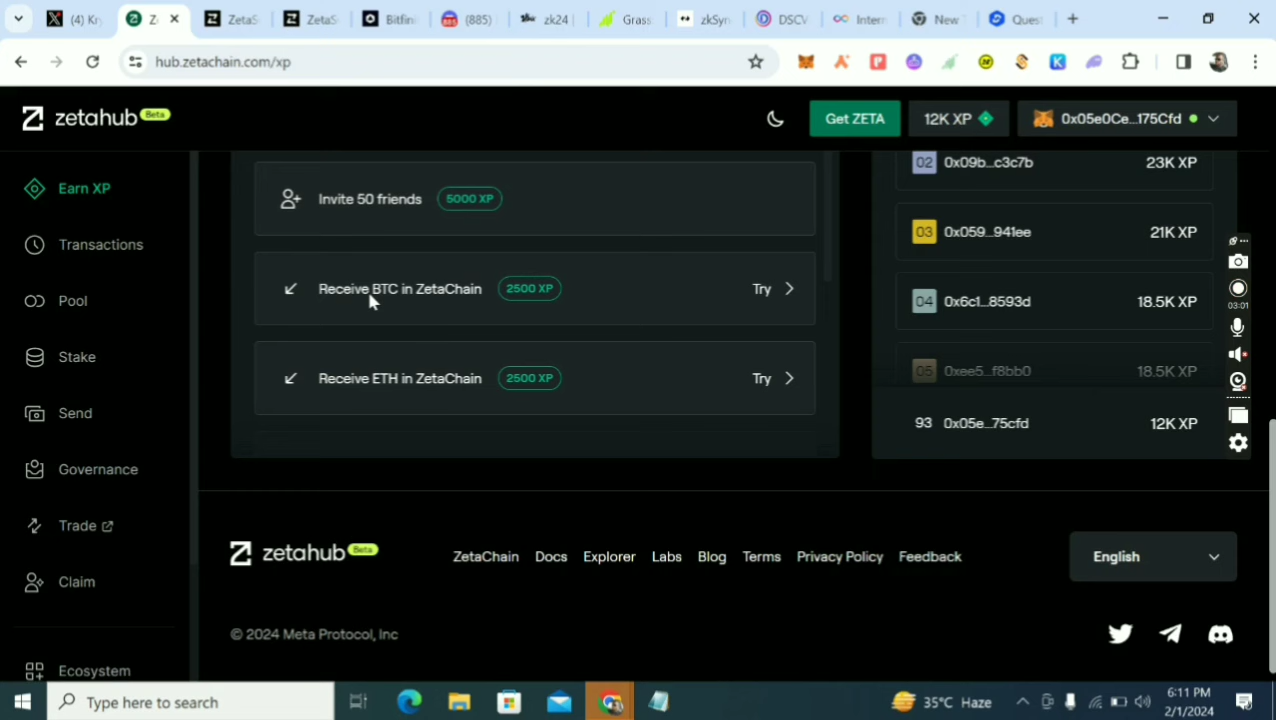 (4) Kry
Z
ZetaS
ZetaS
Bitfin
(885)
zk24
Grass
zkSyn
DSCV
Intern
New T
Quest
hub.zetachain.com/xp
zetahub Beta
Get ZETA
12K XP
0x05e0Ce...175Cfd
Earn XP
Transactions
Pool
Stake
Send
Governance
Trade
Claim
Ecosystem
Invite 50 friends 5000 XP
Receive BTC in ZetaChain 2500 XP Try
Receive ETH in ZetaChain 2500 XP Try
02 0x09b...c3c7b 23K XP
03 0x059...941ee 21K XP
04 0x6c1...8593d 18.5K XP
05 0xee5...f8bb0 18.5K XP
93 0x05e...75cfd 12K XP
03:01
zetahub Beta
ZetaChain Docs Explorer Labs Blog Terms Privacy Policy Feedback
English
© 2024 Meta Protocol, Inc
Type here to search
35°C Haze
6:11 PM
2/1/2024